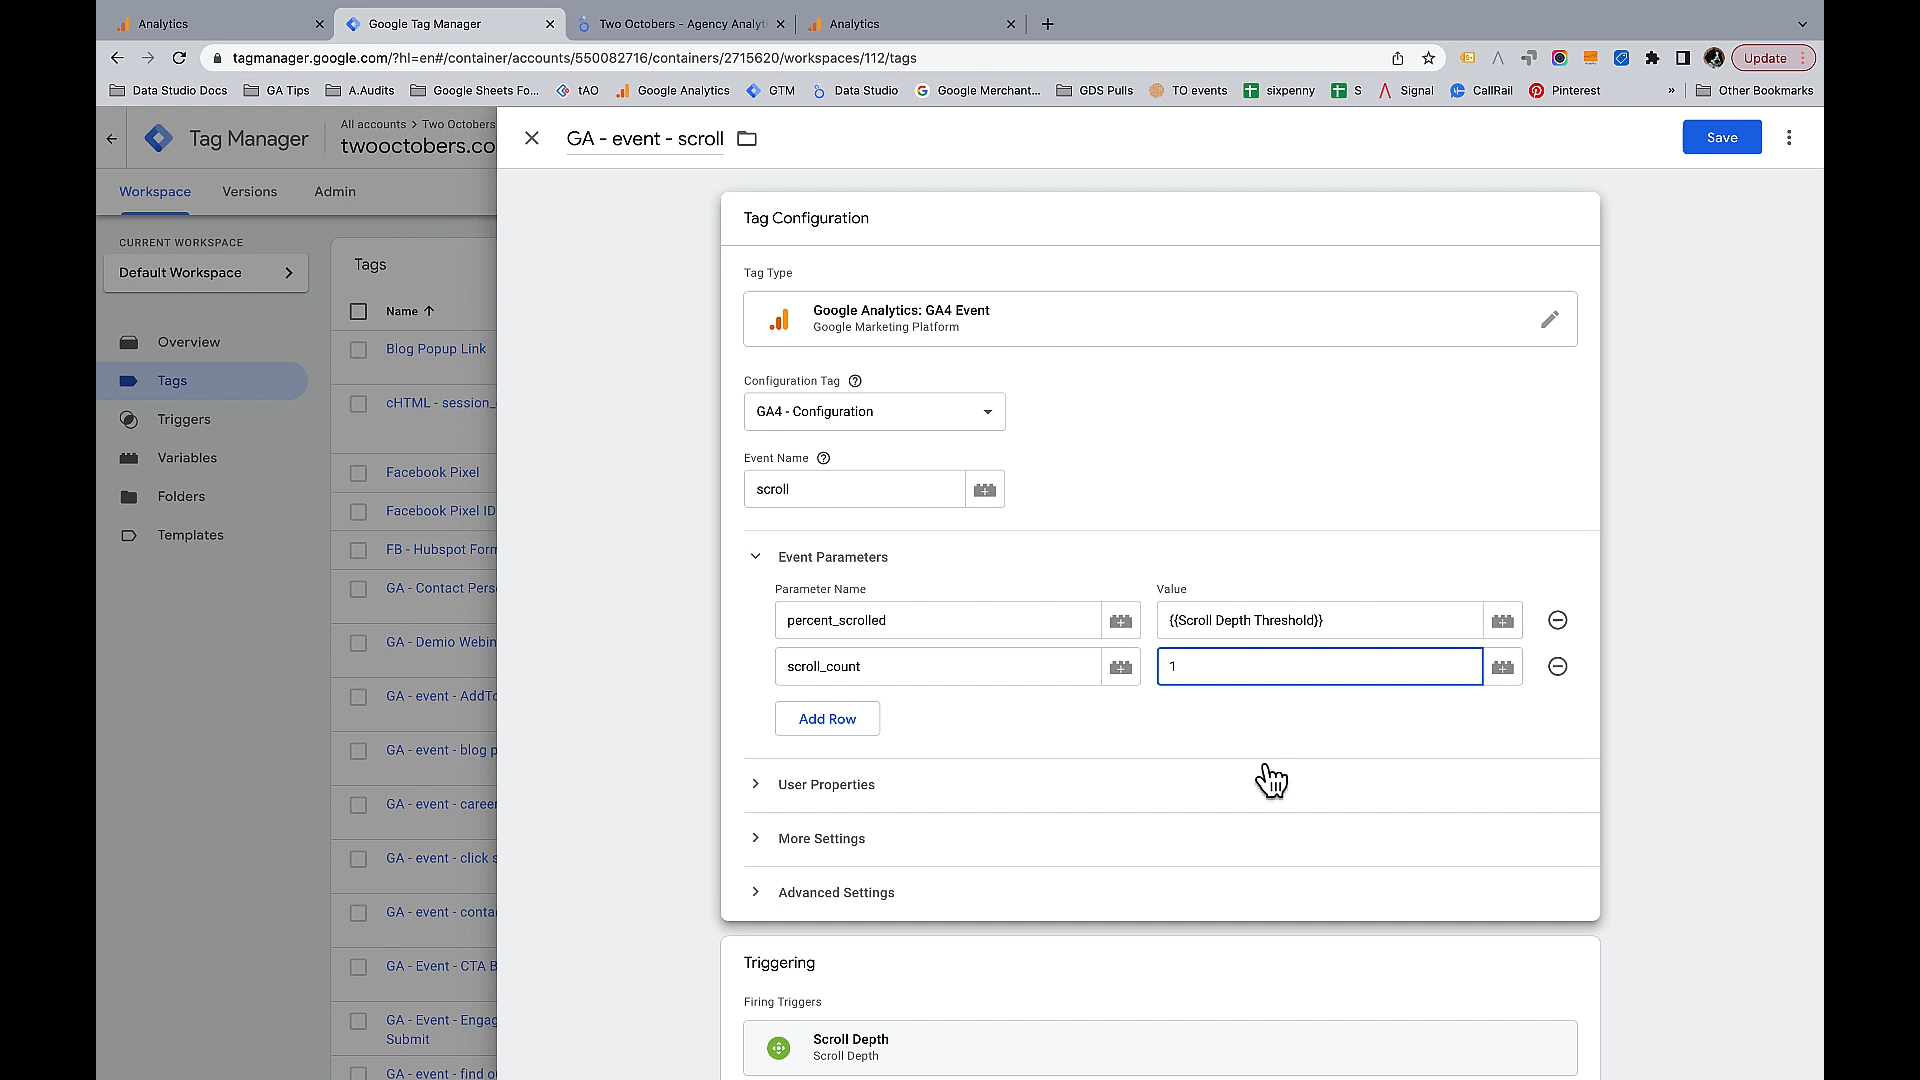 Analytics
Google Tag Manager
Two Octobers - Agency Analyti
Analytics
tagmanager.google.com/?hl=en#/container/accounts/550082716/containers/2715620/workspaces/112/tags
Update
Data Studio Docs
GA Tips
A.Audits
Google Sheets Fo...
tAO
Google Analytics
GTM
Data Studio
Google Merchant...
GDS Pulls
TO events
sixpenny
S
Signal
CallRail
Pinterest
»
Other Bookmarks
Tag Manager
All accounts > Two Octobers
twooctobers.co
GA - event - scroll
Save
Workspace
Versions
Admin
CURRENT WORKSPACE
Default Workspace
Overview
Tags
Triggers
Variables
Folders
Templates
Tags
Name
Blog Popup Link
cHTML - session_
Facebook Pixel
Facebook Pixel ID
FB - Hubspot Form
GA - Contact Pers
GA - Demio Webin
GA - event - AddTo
GA - event - blog p
GA - event - career
GA - event - click s
GA - event - conta
GA - Event - CTA B
GA - Event - Engag
Submit
GA - event - find o
Tag Configuration
Tag Type
Google Analytics: GA4 Event
Google Marketing Platform
Configuration Tag
GA4 - Configuration
Event Name
scroll
Event Parameters
Parameter Name
Value
percent_scrolled
{{Scroll Depth Threshold}}
scroll_count
1
Add Row
User Properties
More Settings
Advanced Settings
Triggering
Firing Triggers
Scroll Depth
Scroll Depth